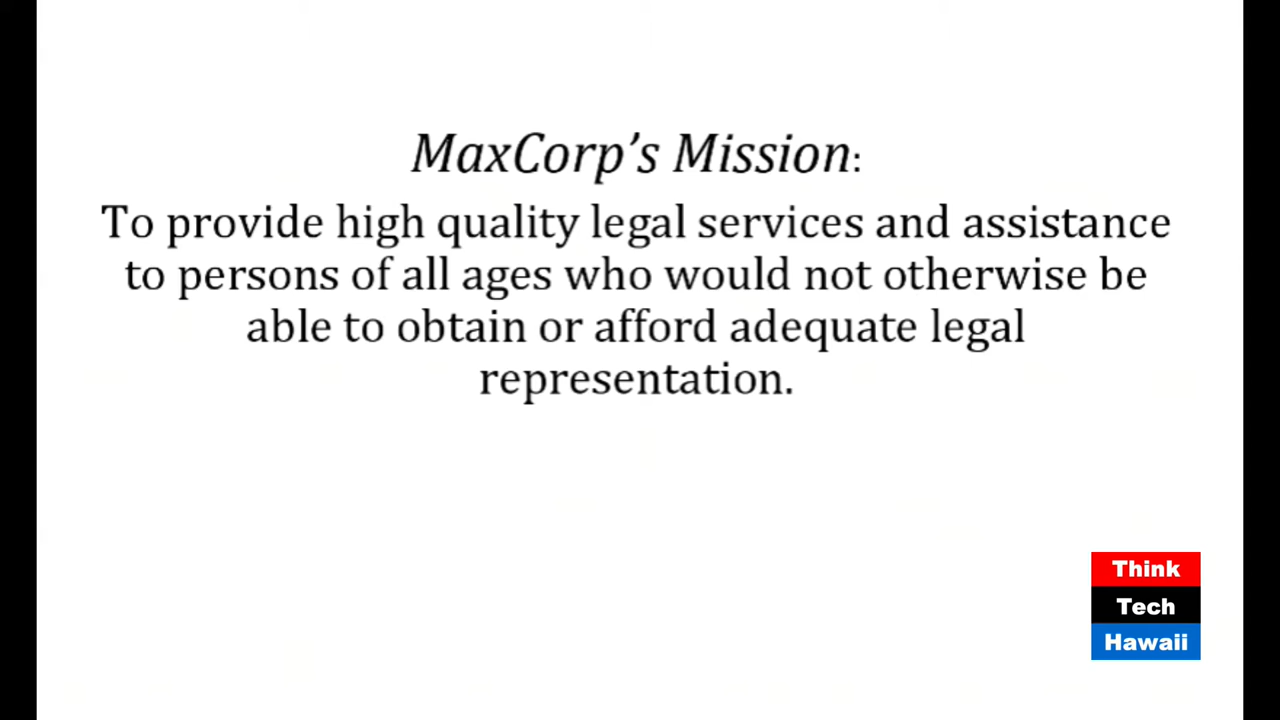 MaxCorp’s Mission:
To provide high quality legal services and assistance
to persons of all ages who would not otherwise be
able to obtain or afford adequate legal
representation.
Think
Tech
Hawaii